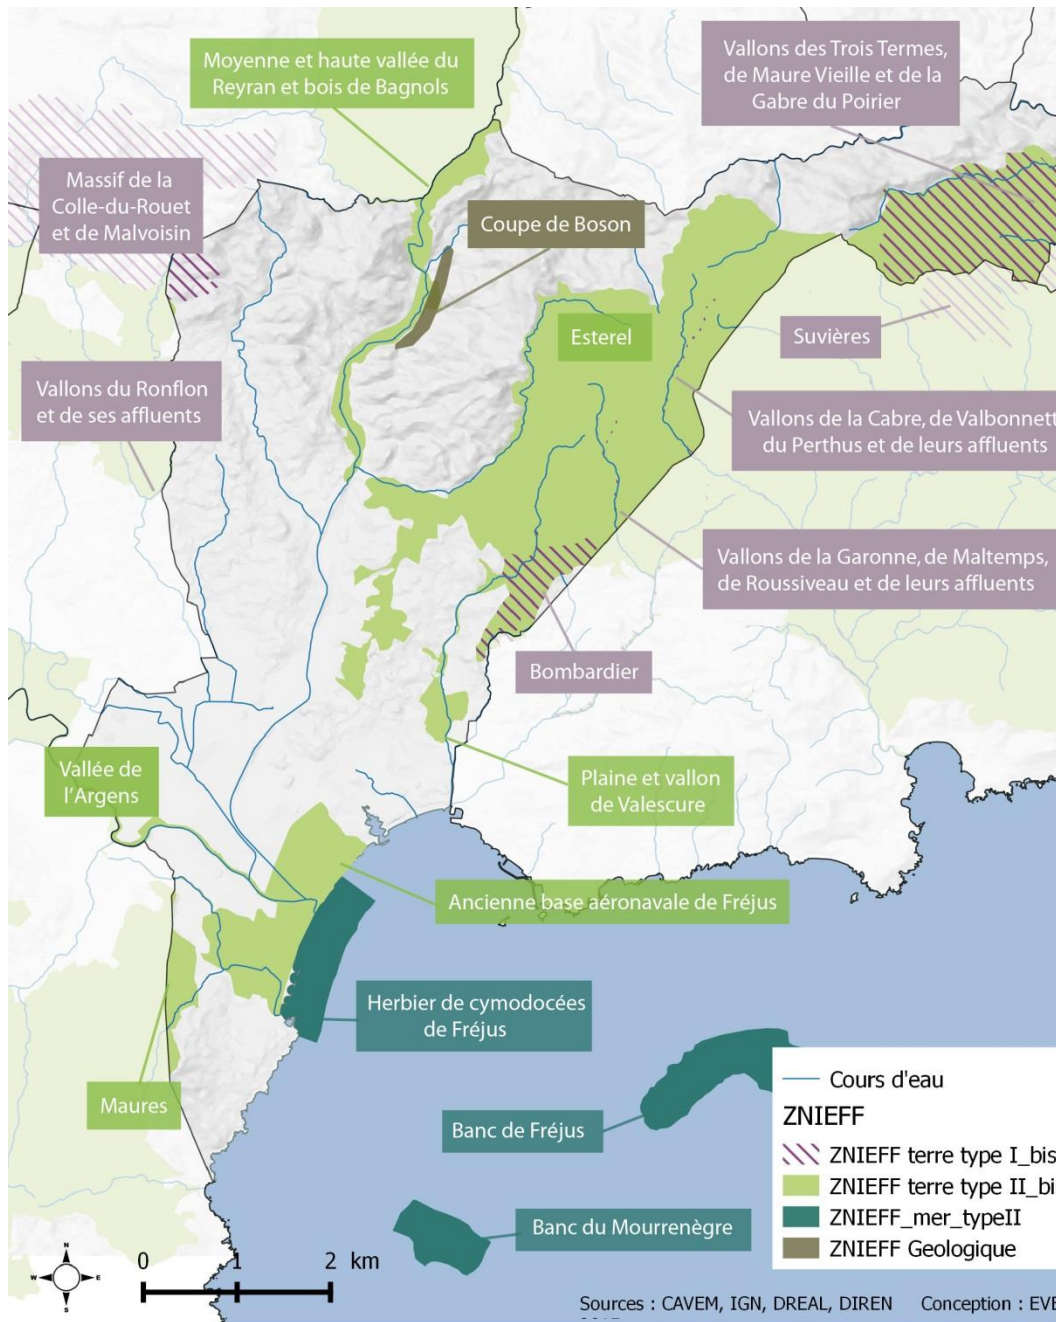 Moyenne et haute vallée du
Reyran et bois de Bagnols
Vallons des Trois Termes,
de Maure Vieille et de la
Gabre du Poirier
Massif de la
Colle-du-Rouet
et de Malvoisin
Coupe de Boson
Esterel
Suvières
Vallons du Ronflon
et de ses affluents
Vallons de la Cabre, de Valbonnett
du Perthus et de leurs affluents
Vallons de la Garonne, de Maltemps,
de Roussiveau et de leurs affluents
Bombardier
Vallée de
l'Argens
Plaine et vallon
de Valescure
Ancienne base aéronavale de Fréjus
Herbier de cymodocées
de Fréjus
Maures
Banc de Fréjus
Banc du Mourrenègre
Cours d'eau
ZNIEFF
ZNIEFF terre type I_bis
ZNIEFF terre type II_bi
ZNIEFF_mer_typeII
ZNIEFF Geologique
N
W E
S
0 1 2 km
Sources : CAVEM, IGN, DREAL, DIREN Conception : EVE